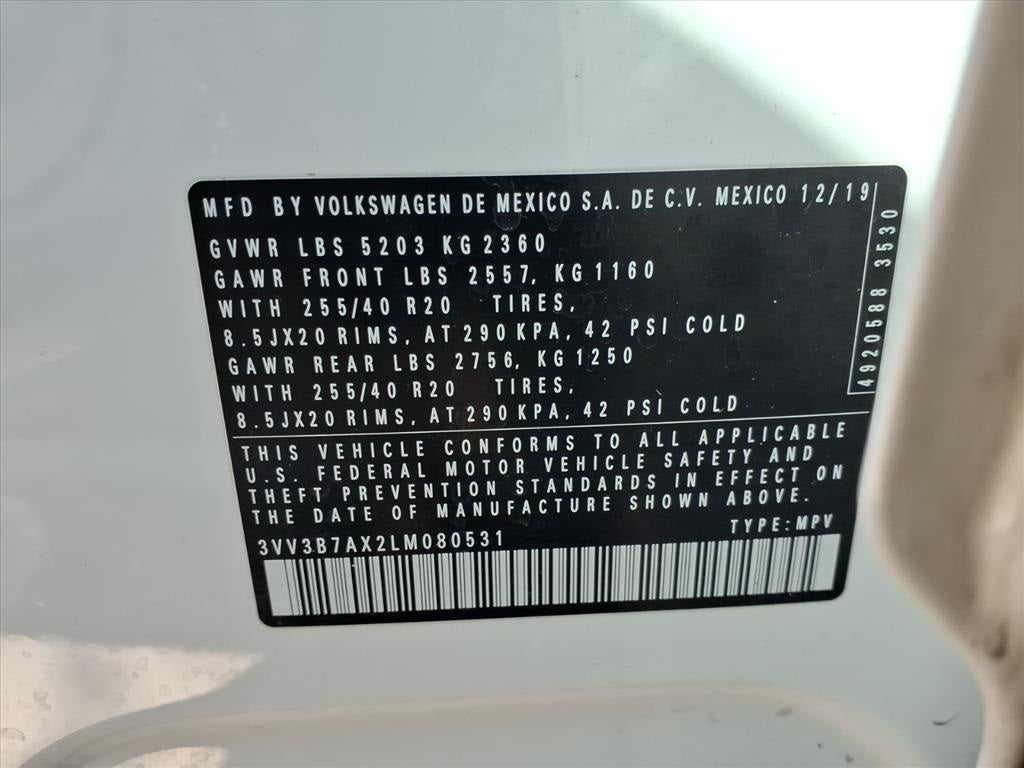 MFD BY VOLKSWAGEN DE MEXICO S.A. DE C.V. MEXICO 12/19
GVWR LBS 5203 KG 2360
GAWR FRONT LBS 2557, KG 1160
WITH 255/40 R20 TIRES,
8.5JX20 RIMS, AT 290 KPA, 42 PSI COLD
GAWR REAR LBS 2756, KG 1250
WITH 255/40 R20 TIRES,
8.5JX20 RIMS, AT 290 KPA, 42 PSI COLD
4920588 3530
THIS VEHICLE CONFORMS TO ALL APPLICABLE
U.S. FEDERAL MOTOR VEHICLE SAFETY AND
THEFT PREVENTION STANDARDS IN EFFECT ON
THE DATE OF MANUFACTURE SHOWN ABOVE.
TYPE: MPV
3VV3B7AX2LM080531